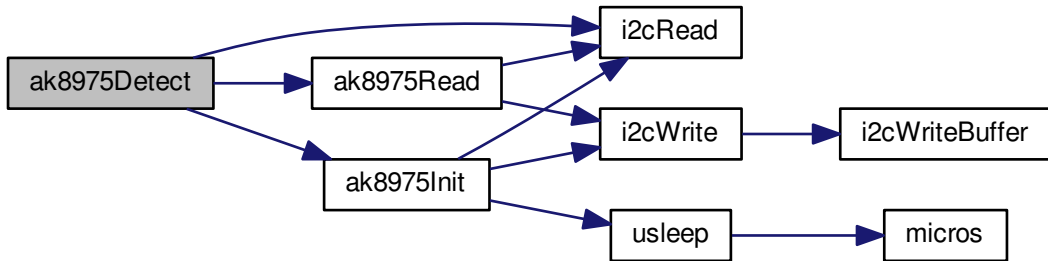 ak8975Detect
i2cRead
ak8975Read
i2cWrite
i2cWriteBuffer
ak8975Init
usleep
micros